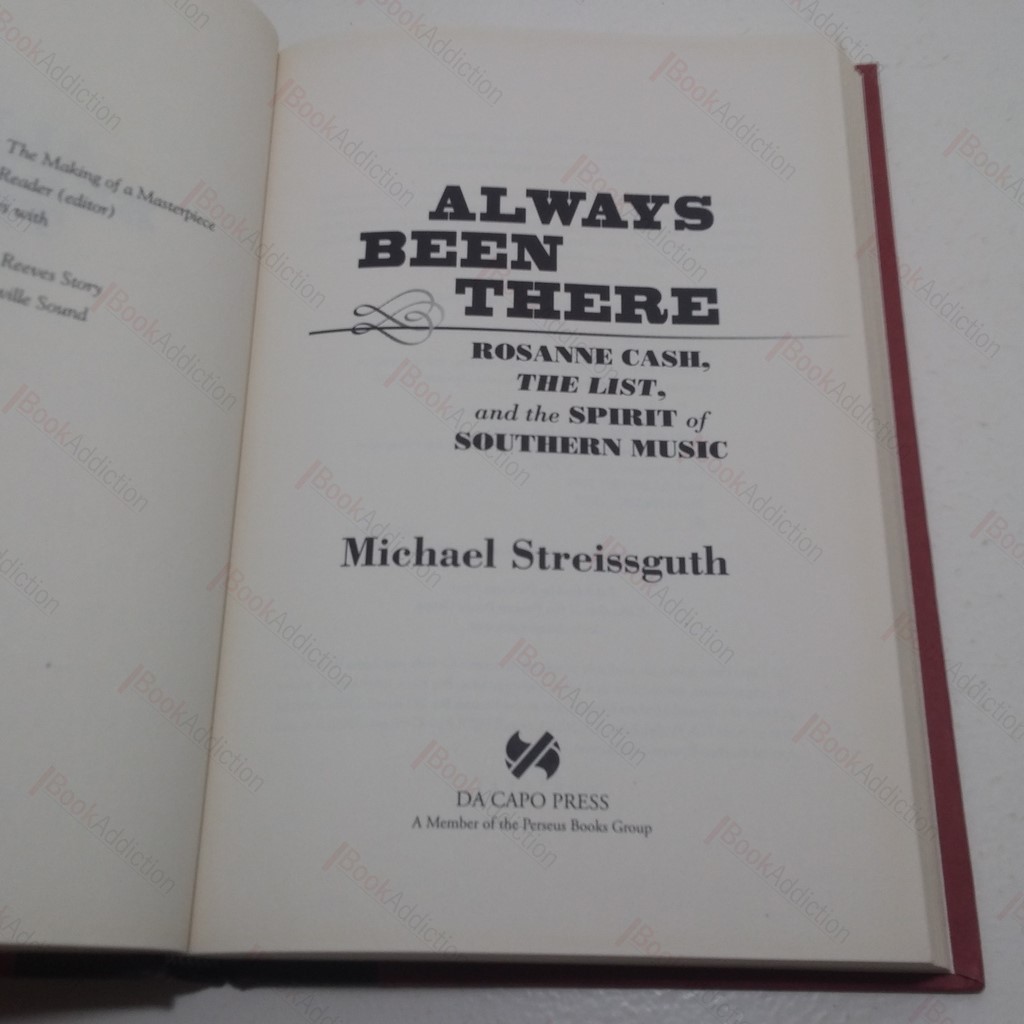 The Making of a Masterpiece
Reader (editor)
with
Reeves Story
ville Sound
ALWAYS
BEEN
THERE
ROSANNE CASH,
THE LIST,
and the SPIRIT of
SOUTHERN MUSIC
Michael Streissguth
DA CAPO PRESS
A Member of the Perseus Books Group
BookAddiction